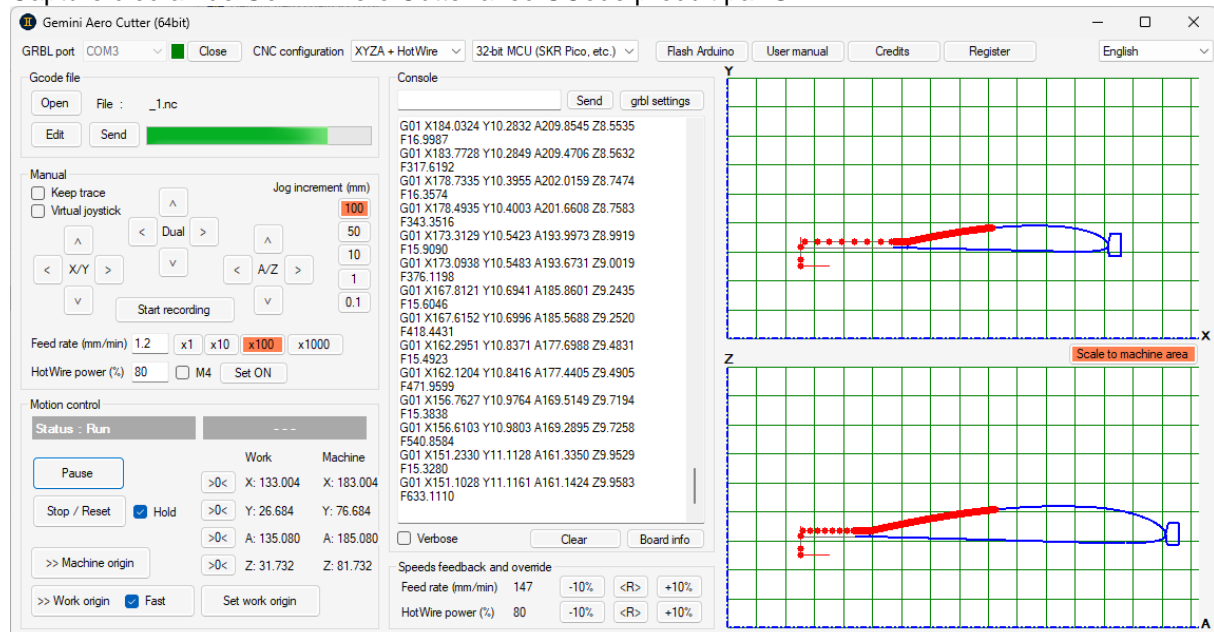 Gemini Aero Cutter (64bit)
GRBL port COM3 Close CNC configuration XYZA + HotWire 32-bit MCU (SKR Pico, etc.) Flash Arduino User manual Credits Register English
Gcode file
Open File : _1.nc
Edit Send
Manual
Keep trace
Virtual joystick
Jog increment (mm)
100
50
10
1
0.1
< Dual >
< X/Y >
< A/Z >
Start recording
Feed rate (mm/min) 1.2 x1 x10 x100 x1000
HotWire power (%) 80 M4 Set ON
Motion control
Status : Run ---
Work Machine
Pause
>0< X: 133.004 X: 183.004
Stop / Reset Hold >0< Y: 26.684 Y: 76.684
>0< A: 135.080 A: 185.080
>> Machine origin >0< Z: 31.732 Z: 81.732
>> Work origin Fast Set work origin
Console
Send grbl settings
G01 X184.0324 Y10.2832 A209.8545 Z8.5535
F16.9987
G01 X183.7728 Y10.2849 A209.4706 Z8.5632
F317.6192
G01 X178.7335 Y10.3955 A202.0159 Z8.7474
F16.3574
G01 X178.4935 Y10.4003 A201.6608 Z8.7583
F343.3516
G01 X173.3129 Y10.5423 A193.9973 Z8.9919
F15.9090
G01 X173.0938 Y10.5483 A193.6731 Z9.0019
F376.1198
G01 X167.8121 Y10.6941 A185.8601 Z9.2435
F15.6046
G01 X167.6152 Y10.6996 A185.5688 Z9.2520
F418.4431
G01 X162.2951 Y10.8371 A177.6988 Z9.4831
F15.4923
G01 X162.1204 Y10.8416 A177.4405 Z9.4905
F471.9599
G01 X156.7627 Y10.9764 A169.5149 Z9.7194
F15.3838
G01 X156.6103 Y10.9803 A169.2895 Z9.7258
F540.8584
G01 X151.2330 Y11.1128 A161.3350 Z9.9529
F15.3280
G01 X151.1028 Y11.1161 A161.1424 Z9.9583
F633.1110
Verbose Clear Board info
Speeds feedback and override
Feed rate (mm/min) 147 -10% <R> +10%
HotWire power (%) 80 -10% <R> +10%
Y
X
Scale to machine area
Z
A